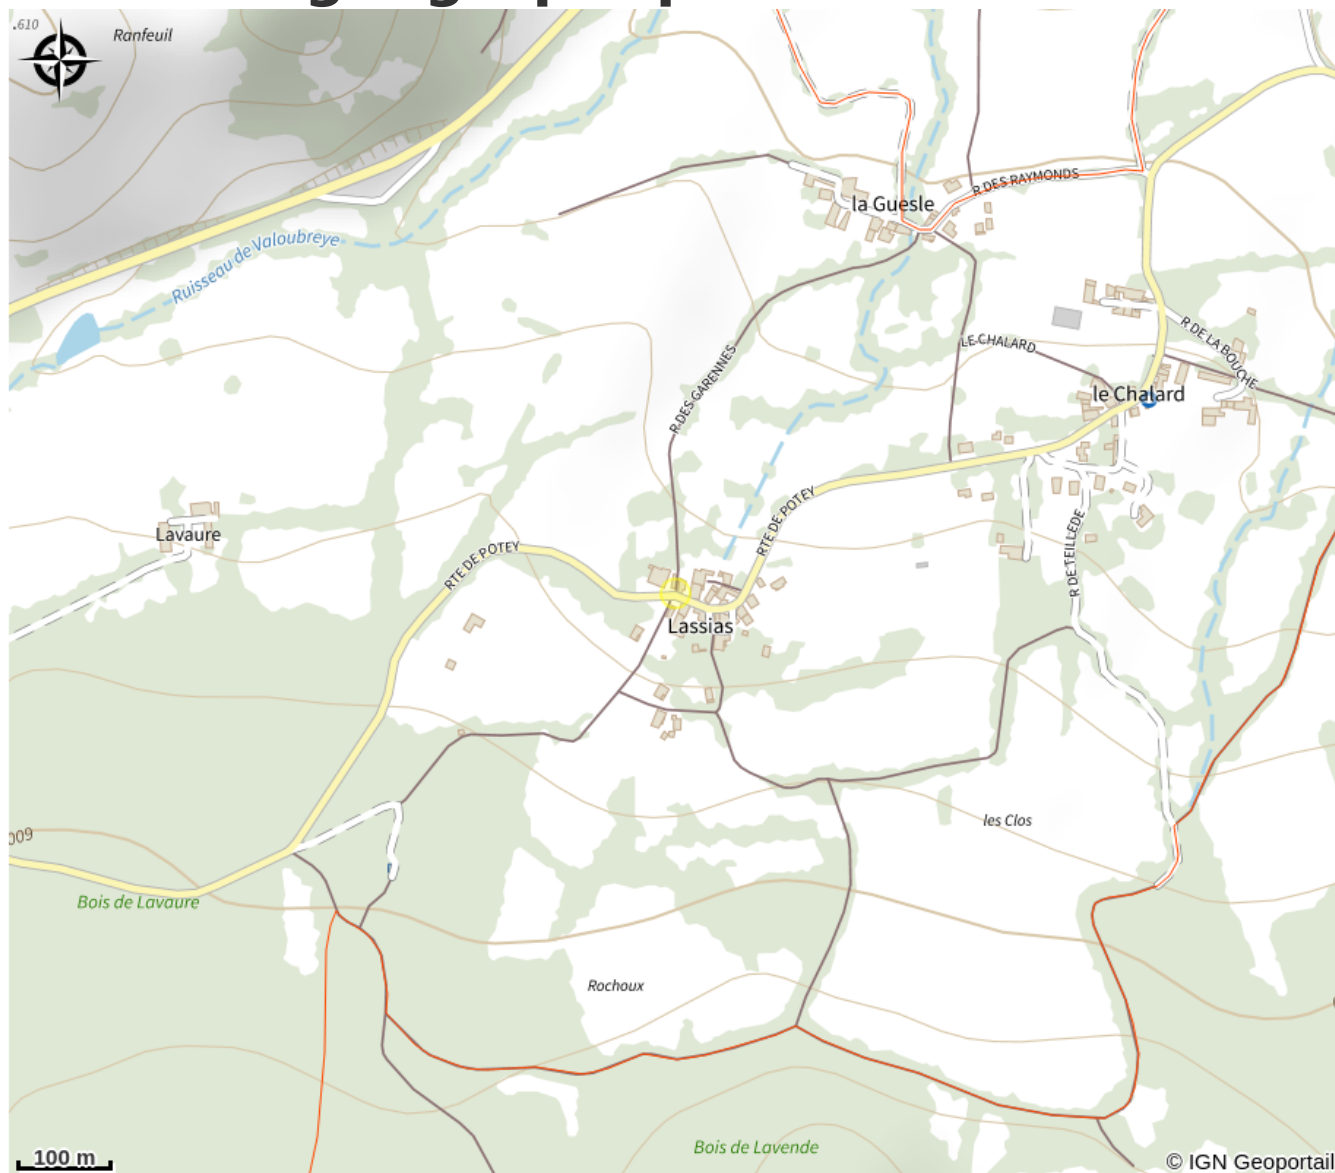 .610
Ranfeuil
la Guesle
R DES RAYMONDS
Ruisseau de Valoubreye
R DES GARENNES
LE CHALARD
R DE LA BOUCHE
le Chalard
Lavaure
RTE DE POTEY
RTE DE POTEY
R DE TEILLEDE
Lassias
les Clos
009
Bois de Lavaure
Rochoux
Bois de Lavende
100 m
© IGN Geoportail